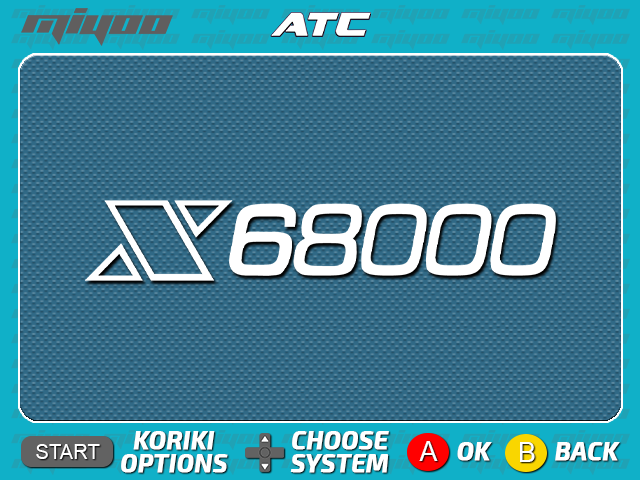 miyoo
ATC
X68000
START
KORIKI
OPTIONS
CHOOSE
SYSTEM
A
OK
B
BACK